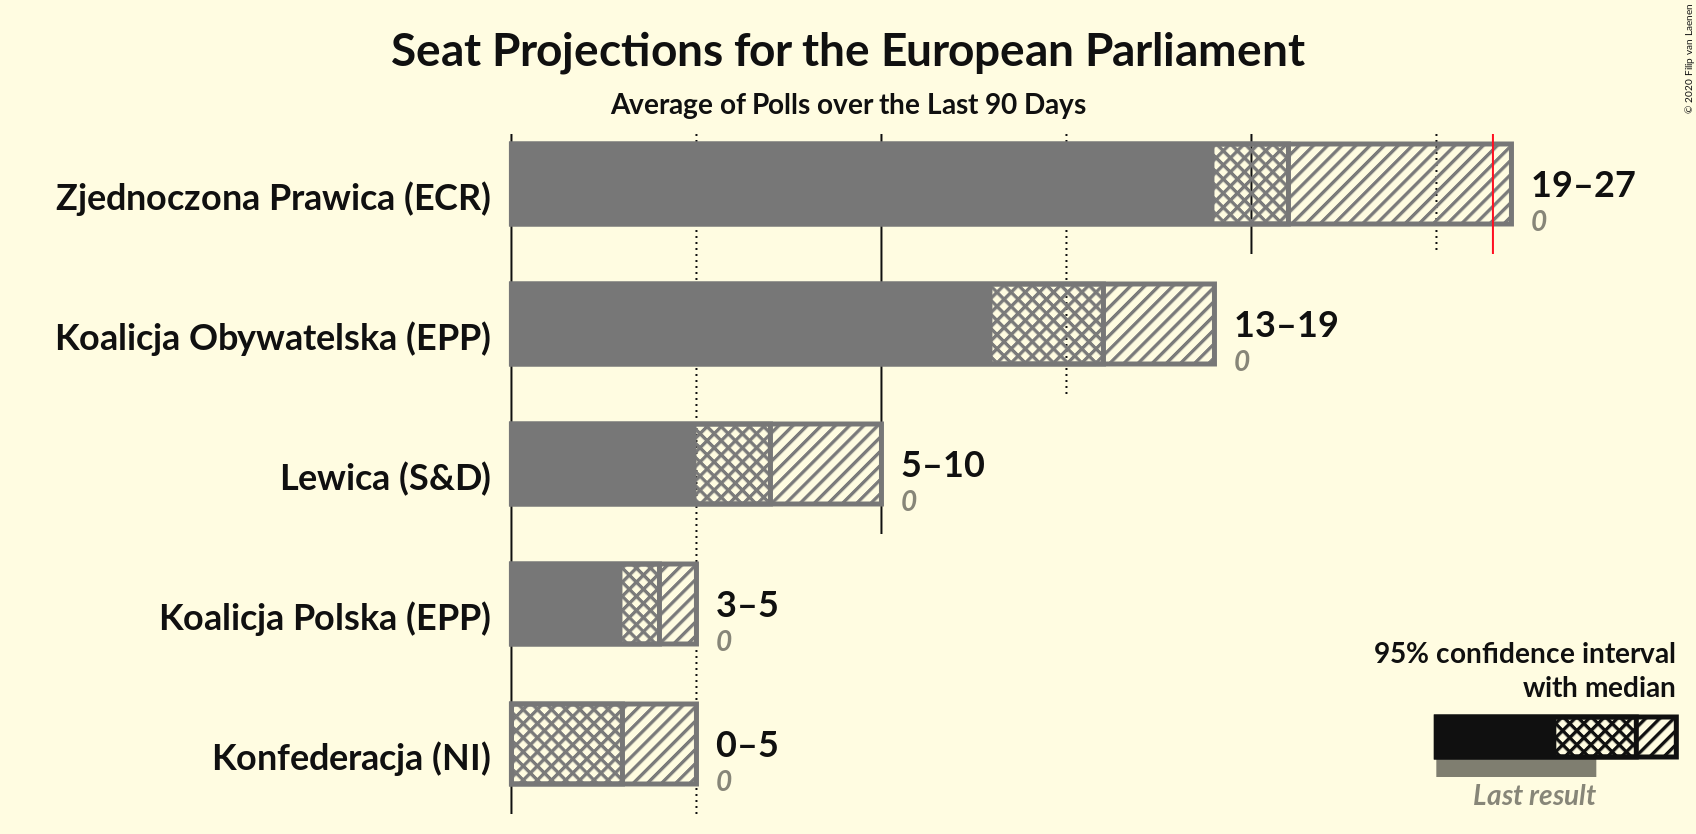 Seat Projections for the European Parliament
Average of Polls over the Last 90 Days
© 2020 Filip van Laenen
Zjednoczona Prawica (ECR)
19–27
0
Koalicja Obywatelska (EPP)
13–19
0
Lewica (S&D)
5–10
0
Koalicja Polska (EPP)
3–5
0
Konfederacja (NI)
0–5
0
95% confidence interval
with median
Last result